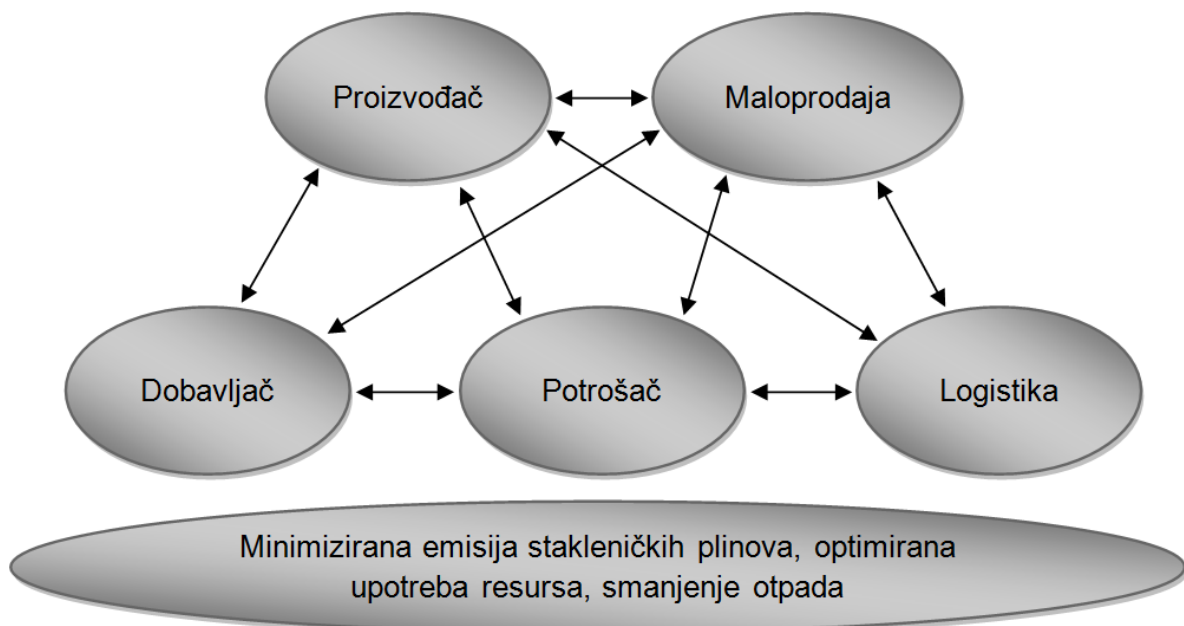 Proizvođač
Maloprodaja
Dobavljač
Potrošač
Logistika
Minimizirana emisija stakleničkih plinova, optimirana
upotreba resursa, smanjenje otpada